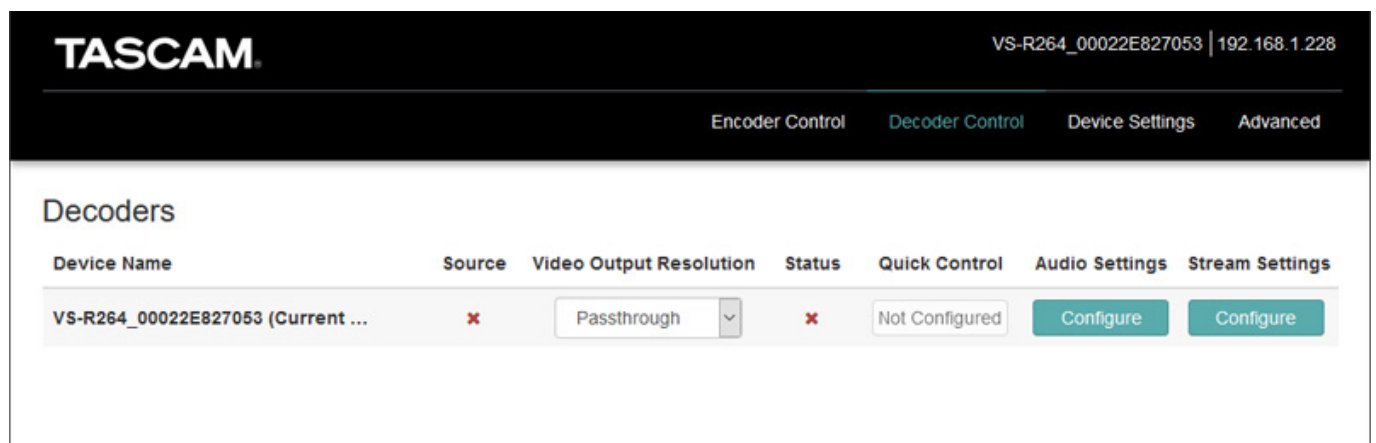 TASCAM
VS-R264_00022E827053 | 192.168.1.228
Encoder Control Decoder Control Device Settings Advanced
Decoders
Device Name Source Video Output Resolution Status Quick Control Audio Settings Stream Settings
VS-R264_00022E827053 (Current ... Passthrough Not Configured Configure Configure